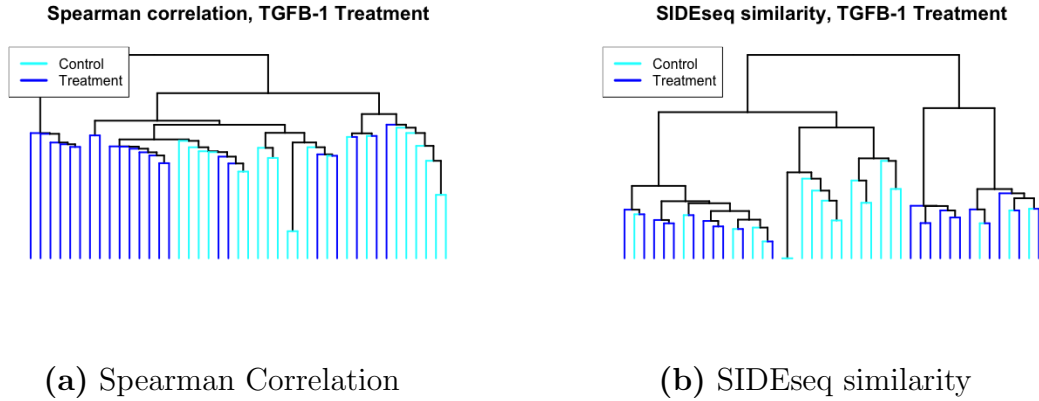 Spearman correlation, TGFB-1 Treatment
Control
Treatment
(a) Spearman Correlation
SIDEseq similarity, TGFB-1 Treatment
Control
Treatment
(b) SIDEseq similarity